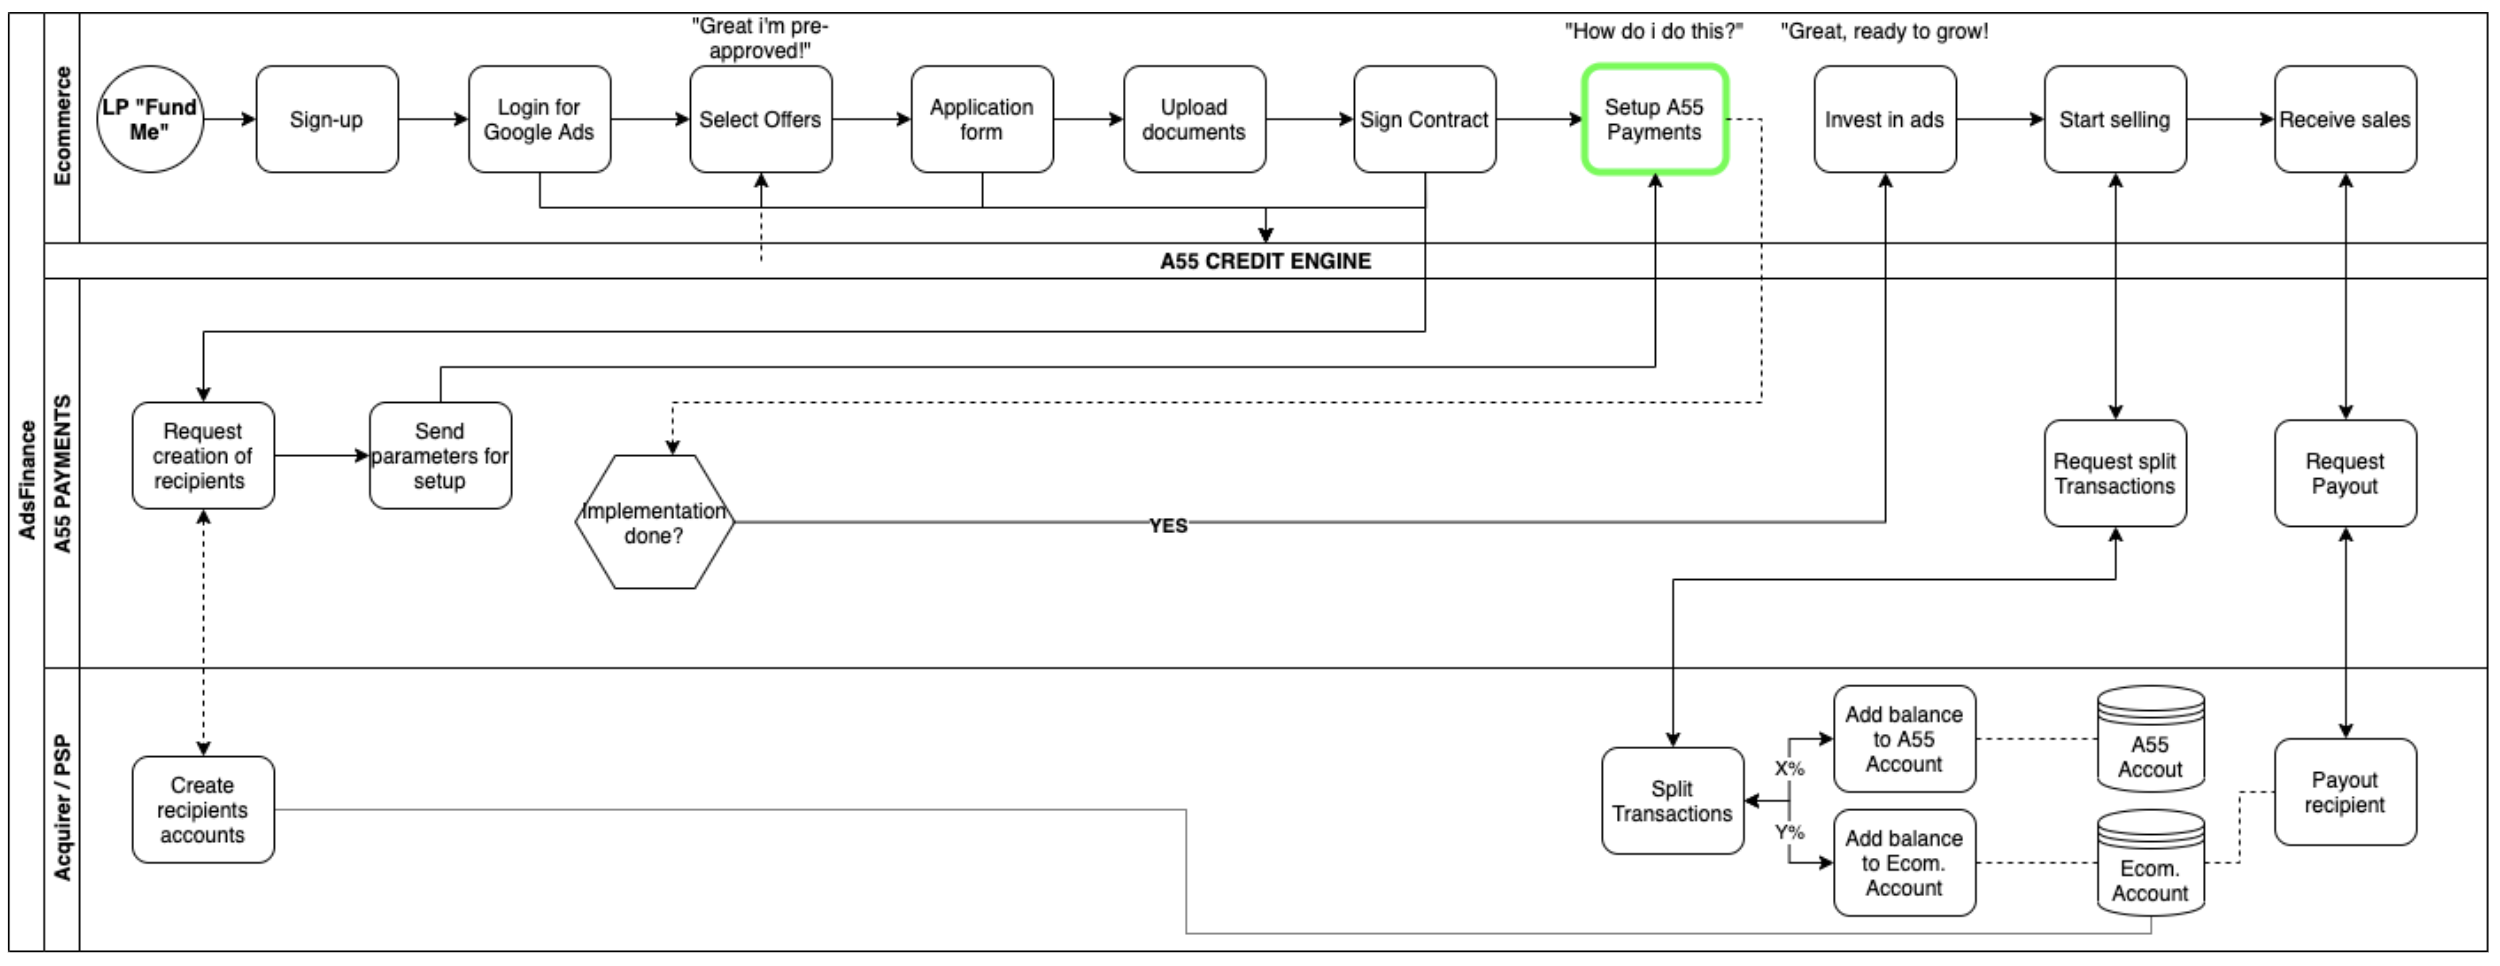 "Great i'm pre-
approved!"
"How do i do this?"
"Great, ready to grow!
AdsFinance
Ecommerce
LP "Fund
Me"
Sign-up
Login for
Google Ads
Select Offers
Application
form
Upload
documents
Sign Contract
Setup A55
Payments
Invest in ads
Start selling
Receive sales
A55 CREDIT ENGINE
A55 PAYMENTS
Request
creation of
recipients
Send
parameters for
setup
Implementation
done?
YES
Request split
Transactions
Request
Payout
Acquirer / PSP
Create
recipients
accounts
Split
Transactions
X%
Y%
Add balance
to A55
Account
A55
Accout
Add balance
to Ecom.
Account
Ecom.
Account
Payout
recipient